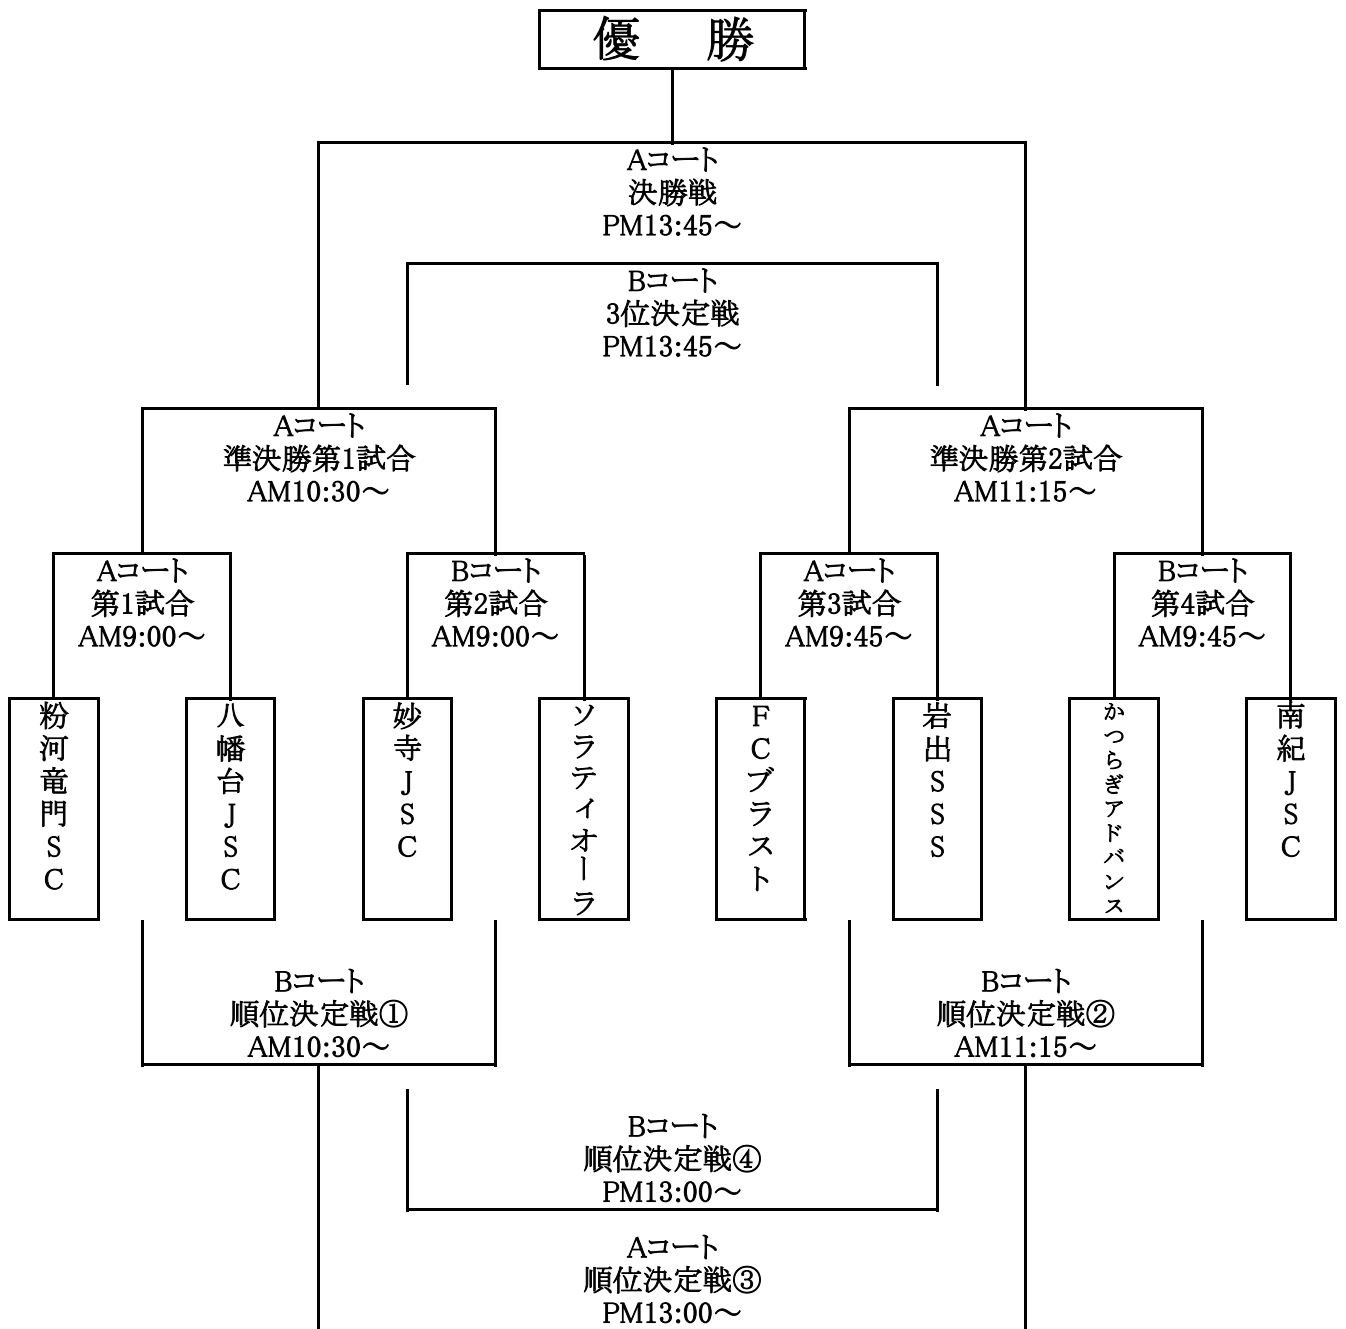 優　勝
Aコート
決勝戦
PM13:45～
Bコート
3位決定戦
PM13:45～
Aコート
準決勝第1試合
AM10:30～
Aコート
準決勝第2試合
AM11:15～
Aコート
第1試合
AM9:00～
Bコート
第2試合
AM9:00～
Aコート
第3試合
AM9:45～
Bコート
第4試合
AM9:45～
粉河竜門SC
八幡台JSC
妙寺JSC
ソラティオーラ
FCブラスト
岩出SSS
かつらぎアドバンス
南紀JSC
Bコート
順位決定戦①
AM10:30～
Bコート
順位決定戦②
AM11:15～
Bコート
順位決定戦④
PM13:00～
Aコート
順位決定戦③
PM13:00～